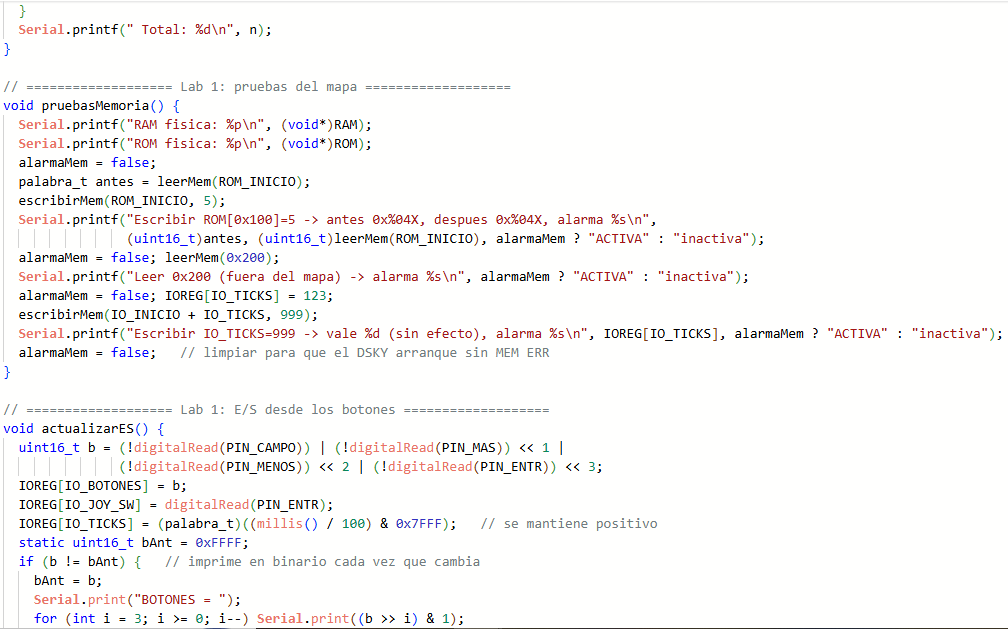 }
Serial.printf(" Total: %d\n", n);
}
// =================== Lab 1: pruebas del mapa ===================
void pruebasMemoria() {
Serial.printf("RAM fisica: %p\n", (void*)RAM);
Serial.printf("ROM fisica: %p\n", (void*)ROM);
alarmaMem = false;
palabra_t antes = leerMem(ROM_INICIO);
escribirMem(ROM_INICIO, 5);
Serial.printf("Escribir ROM[0x100]=5 -> antes 0x%04X, despues 0x%04X, alarma %s\n",
(uint16_t)antes, (uint16_t)leerMem(ROM_INICIO), alarmaMem ? "ACTIVA" : "inactiva");
alarmaMem = false; leerMem(0x200);
Serial.printf("Leer 0x200 (fuera del mapa) -> alarma %s\n", alarmaMem ? "ACTIVA" : "inactiva");
alarmaMem = false; IOREG[IO_TICKS] = 123;
escribirMem(IO_INICIO + IO_TICKS, 999);
Serial.printf("Escribir IO_TICKS=999 -> vale %d (sin efecto), alarma %s\n", IOREG[IO_TICKS], alarmaMem ? "ACTIVA" : "inactiva");
alarmaMem = false;   // limpiar para que el DSKY arranque sin MEM ERR
}
// =================== Lab 1: E/S desde los botones ===================
void actualizarES() {
uint16_t b = (!digitalRead(PIN_CAMPO)) | (!digitalRead(PIN_MAS)) << 1 |
(!digitalRead(PIN_MENOS)) << 2 | (!digitalRead(PIN_ENTR)) << 3;
IOREG[IO_BOTONES] = b;
IOREG[IO_JOY_SW] = digitalRead(PIN_ENTR);
IOREG[IO_TICKS] = (palabra_t)((millis() / 100) & 0x7FFF);   // se mantiene positivo
static uint16_t bAnt = 0xFFFF;
if (b != bAnt) {   // imprime en binario cada vez que cambia
bAnt = b;
Serial.print("BOTONES = ");
for (int i = 3; i >= 0; i--) Serial.print((b >> i) & 1);